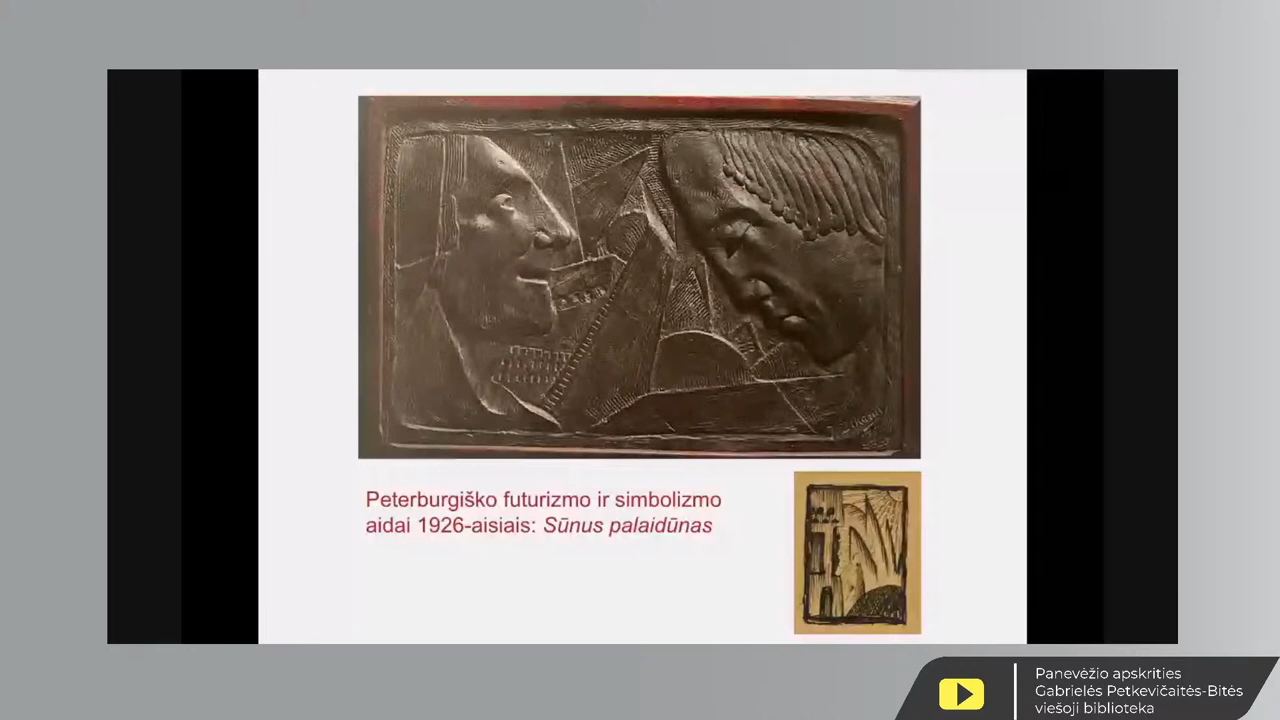 Peterburgiško futurizmo ir simbolizmo
aidai 1926-aisiais: Sūnus palaidūnas
Panevėžio apskrities
Gabrielės Petkevičaitės-Bitės
viešoji biblioteka